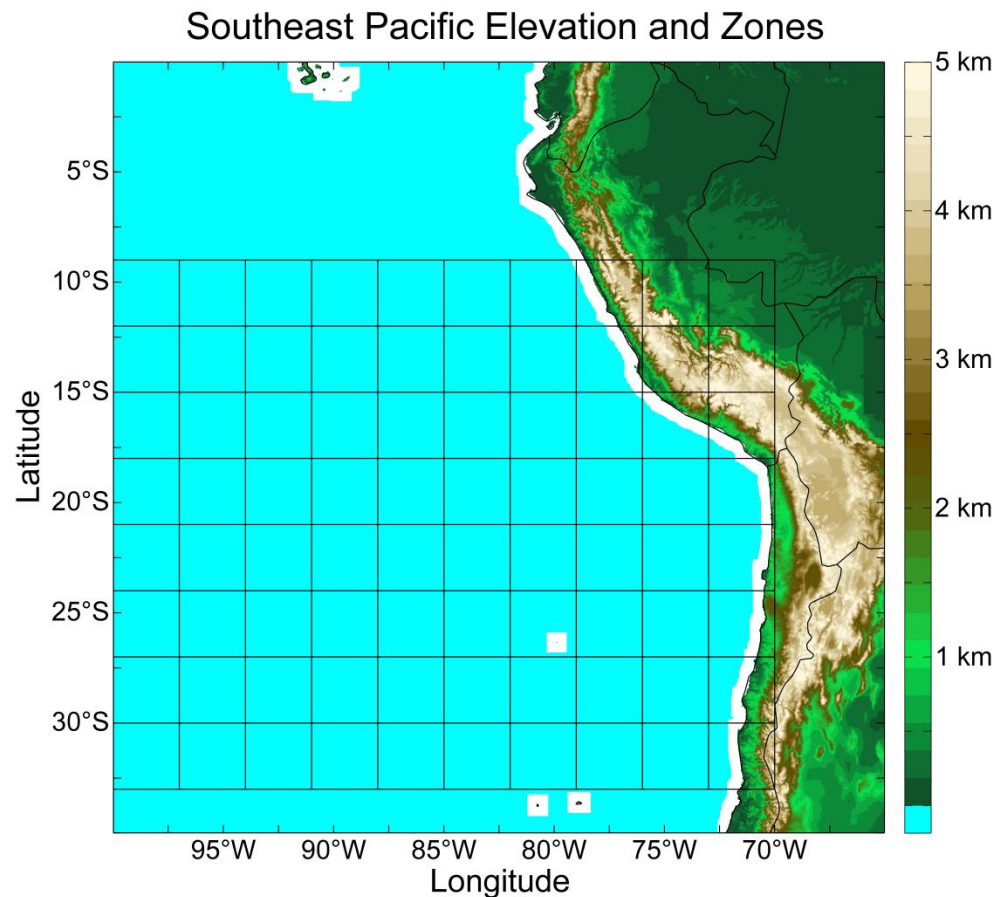 Southeast Pacific Elevation and Zones
5 km
4 km
3 km
2 km
1 km
5°S
10°S
15°S
20°S
25°S
30°S
Latitude
95°W 90°W 85°W 80°W 75°W 70°W
Longitude